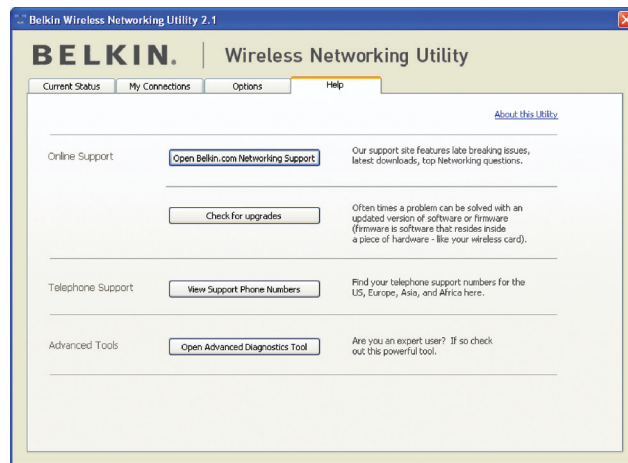 Belkin Wireless Networking Utility 2.1
BELKIN. Wireless Networking Utility
Current Status My Connections Options Help
About this Utility
Online Support
Open Belkin.com Networking Support
Our support site features late breaking issues,
latest downloads, top Networking questions.
Check for upgrades
Often times a problem can be solved with an
updated version of software or firmware
(firmware is software that resides inside
a piece of hardware - like your wireless card).
Telephone Support
View Support Phone Numbers
Find your telephone support numbers for the
US, Europe, Asia, and Africa here.
Advanced Tools
Open Advanced Diagnostics Tool
Are you an expert user? If so check
out this powerful tool.